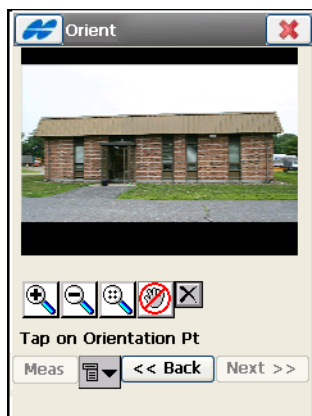 Orient
Tap on Orientation Pt
Meas << Back Next >>